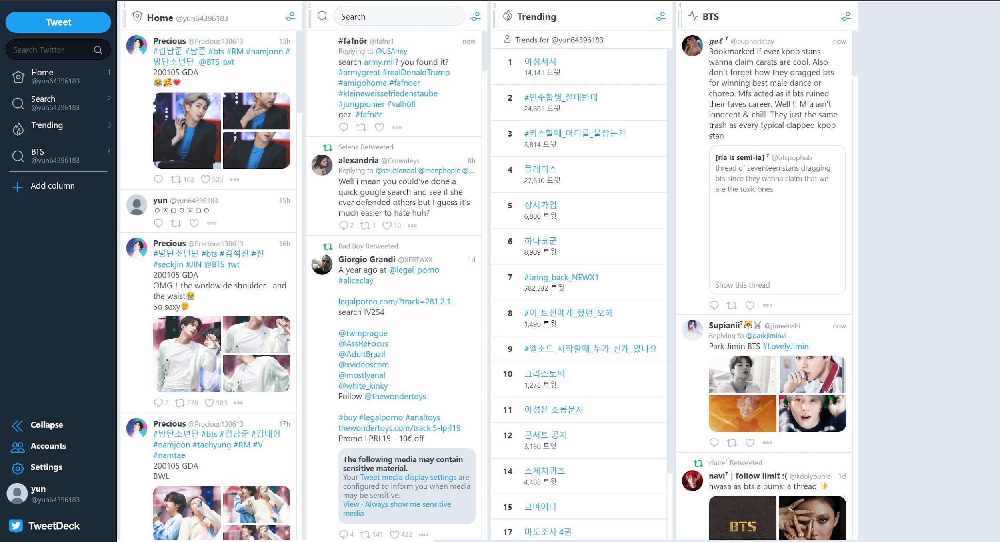 Tweet
Search Twitter
Home 1
@yun64396183
Search 2
@yun64396183
Trending 3
BTS 4
@yun64396183
Add column
Collapse
Accounts
Settings
yun
@yun64396183
TweetDeck
1
Home @yun64396183
Precious @Precious130613 13h
#김남준 #남준 #bts #RM #namjoon #
방탄소년단 @BTS_twt
200105 GDA
😂🥰💗
162 523
yun @yun64396183 15h
ㅇㅈㅁㅇㅈㅁㅇ
Precious @Precious130613 16h
#방탄소년단 #bts #김석진 #진
#seokjin #JIN @BTS_twt
200105 GDA
OMG ! the worldwide shoulder....and
the waist😭
So sexy🤭
2 278 909
Precious @Precious130613 17h
#방탄소년단 #bts #김남준 #김태형
#namjoon #taehyung #RM #V
#namtae
200105 GDA
BWL
2
Search
#fafnör @fafnr1 now
Replying to @USArmy
search army.mil? you found it?
#armygreat #realDonaldTrump
#amigohome #fafnoer
#kleineweissefriedenstaube
#jungpionier #valhöll
gez. #fafnör
Selena Retweeted
alexandria @Crownleys 8h
Replying to @seubienool @menphopic @...
Well i mean you could've done a
quick google search and see if she
ever defended others but I guess it's
much easier to hate huh?
2 1 10
Bad Boy Retweeted
Giorgio Grandi @XFREAXX 1d
A year ago at @legal_porno
#aliceclay
legalporno.com/?track=281.2.1...
search IV254
@twmprague
@AssReFocus
@AdultBrazil
@xvideoscom
@mostlyanal
@white_kinky
Follow @thewondertoys
#buy #legalporno #analtoys
thewondertoys.com/track:5-lprl19
Promo LPRL19 - 10€ off
The following media may contain
sensitive material.
Your Tweet media display settings are
configured to inform you when media
may be sensitive.
View · Always show me sensitive
media
4 141 422
3
Trending
Trends for @yun64396183
1 여성서사
14,141 트윗
2 #인수합병_절대반대
24,601 트윗
3 #키스할때_어디를_붙잡는가
3,814 트윗
4 플레디스
27,610 트윗
5 상시가입
6,800 트윗
6 하나코군
8,909 트윗
7 #bring_back_NEWX1
382,332 트윗
8 #이_트친에게_했던_오해
1,490 트윗
9 #엘소드_시작할때_누가_신캐_였나요
10 크리스토퍼
1,276 트윗
11 이성윤 조롱문자
12 콘서트 공지
3,180 트윗
14 스케치퀴즈
4,488 트윗
15 코마에다
17 마도조사 4권
4
BTS
𝒈𝒆𝓵 ⁷ @euphoriatay now
Bookmarked if ever kpop stans
wanna claim carats are cool. Also
don't forget how they dragged bts
for winning best male dance or
choreo. Mfs acted as if bts ruined
their faves career. Well !! Mfa ain't
innocent & chill. They just the same
trash as every typical clapped kpop
stan
[ria is semi-ia] ⁷ @btspophub
thread of seventeen stans dragging
bts since they wanna claim that we
are the toxic ones.
Show this thread
Supianii⁷🐯🐰 @jimeenshi now
Replying to @parkjiminvi
Park Jimin BTS #LovelyJimin
claire⁷ Retweeted
navi⁷ | follow limit :( @lidolyoonie 1d
hwasa as bts albums: a thread ✨
BTS